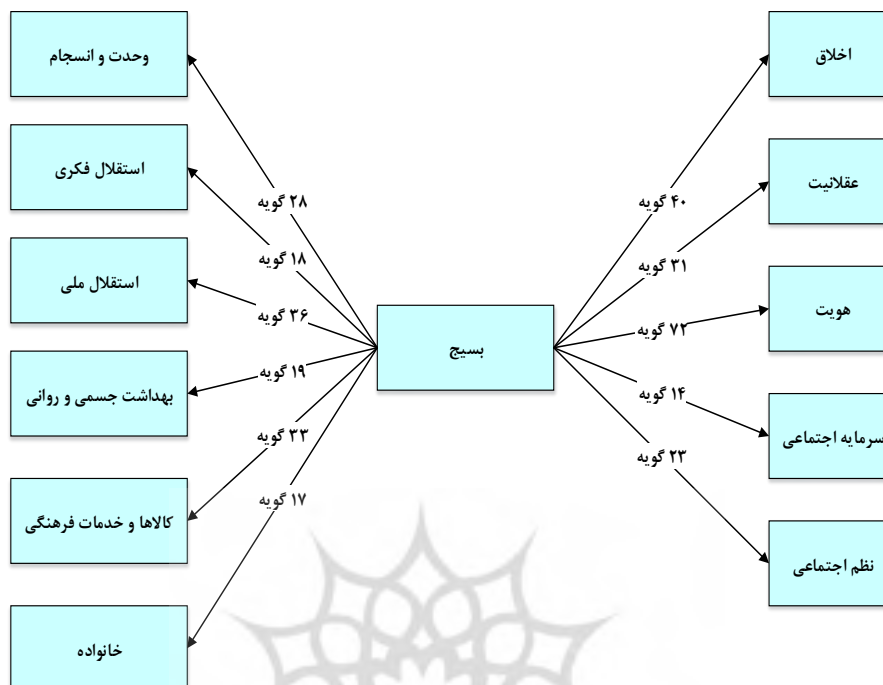 اخلاق
عقلانیت
هویت
سرمایه اجتماعی
نظم اجتماعی
۴۰ گویه
۳۱ گویه
۷۲ گویه
۱۴ گویه
۲۳ گویه
بسیج
۲۸ گویه
۱۸ گویه
۳۶ گویه
۱۹ گویه
۳۳ گویه
۱۷ گویه
وحدت و انسجام
استقلال فکری
استقلال ملی
بهداشت جسمی و روانی
کالاها و خدمات فرهنگی
خانواده